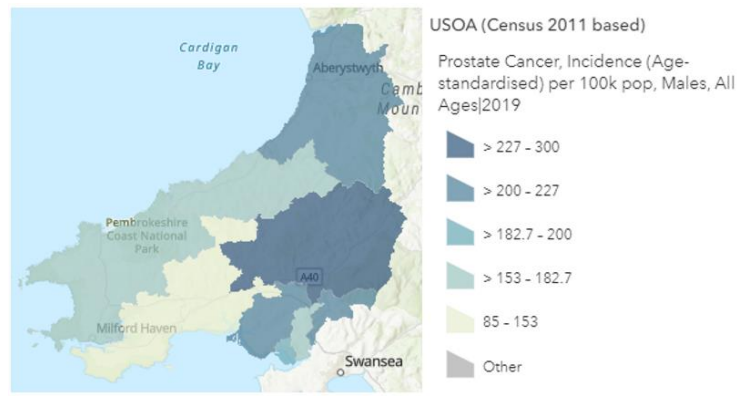 Cardigan
Bay
Aberystwyth
Camb
Moun
Pembrokeshire
Coast National
Park
A40
Milford Haven
Swansea
USOA (Census 2011 based)
Prostate Cancer, Incidence (Age-
standardised) per 100k pop, Males, All
Ages|2019
> 227 - 300
> 200 - 227
> 182.7 - 200
> 153 - 182.7
85 - 153
Other